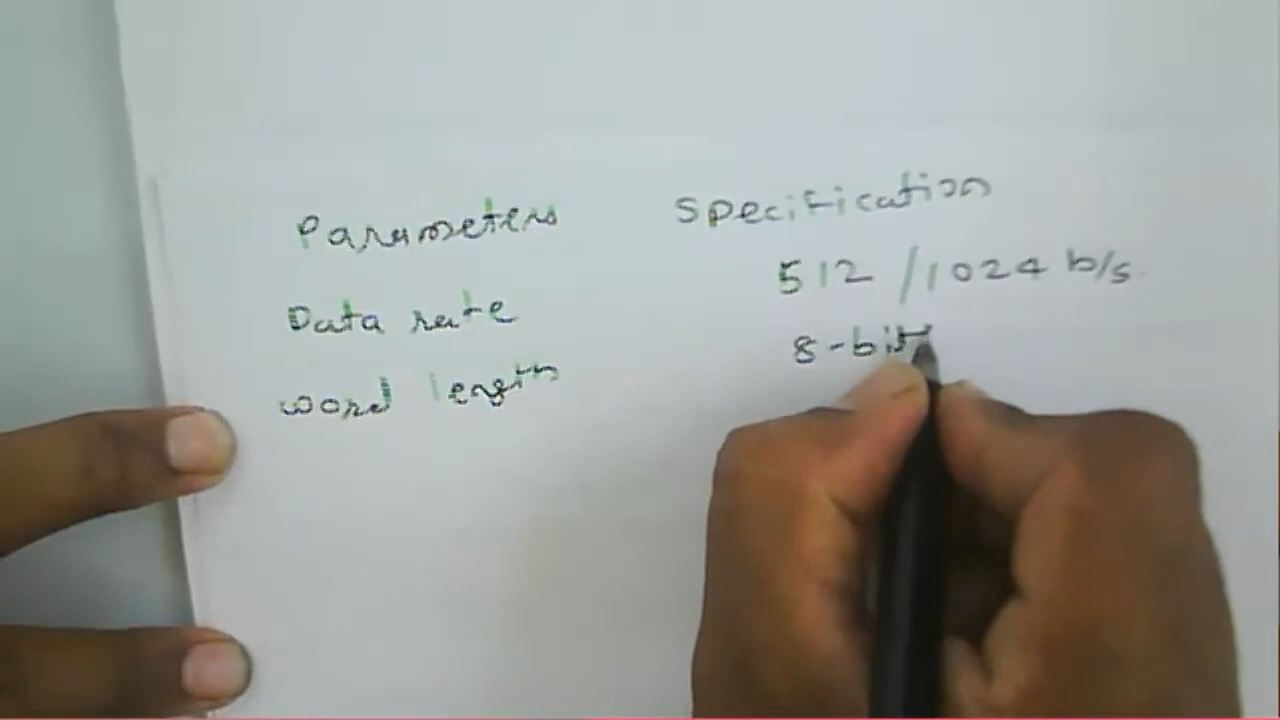 Parameters Specification
Data rate 512 / 1024 b/s
word length 8-bit